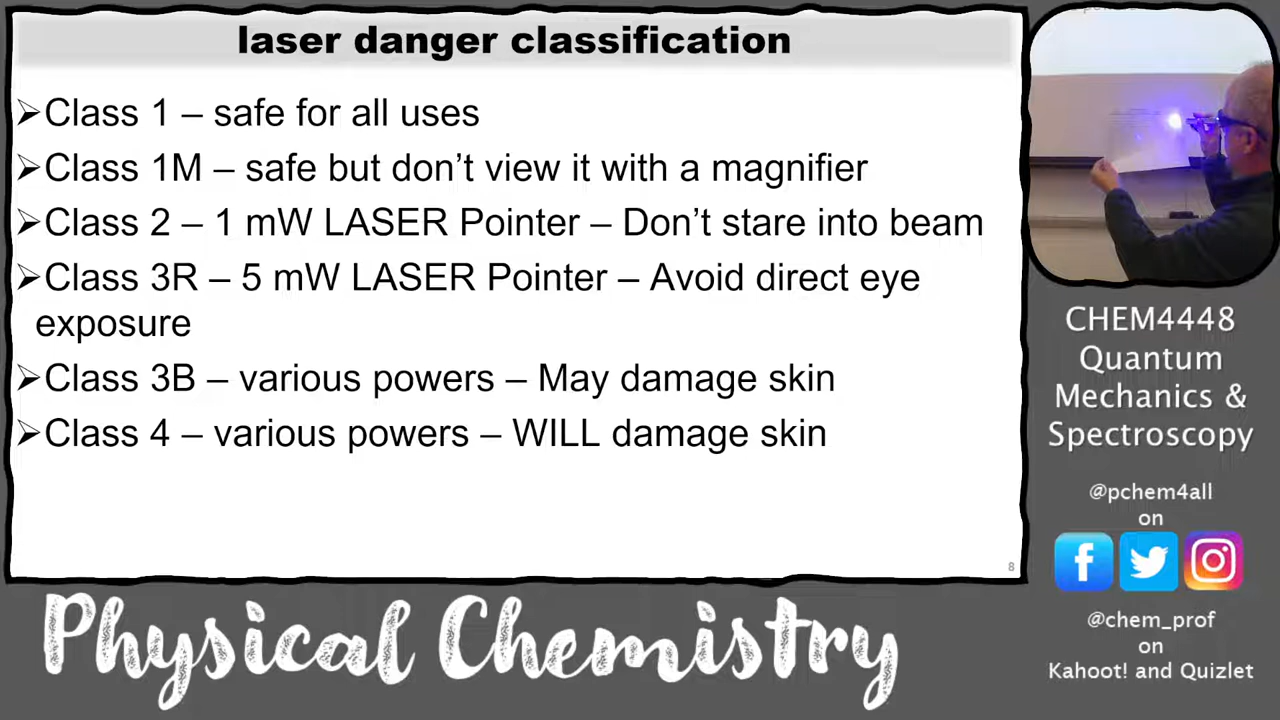 laser danger classification
➢Class 1 – safe for all uses
➢Class 1M – safe but don’t view it with a magnifier
➢Class 2 – 1 mW LASER Pointer – Don’t stare into beam
➢Class 3R – 5 mW LASER Pointer – Avoid direct eye
exposure
➢Class 3B – various powers – May damage skin
➢Class 4 – various powers – WILL damage skin
8
CHEM4448
Quantum
Mechanics &
Spectroscopy
@pchem4all
on
@chem_prof
on
Kahoot! and Quizlet
Physical Chemistry